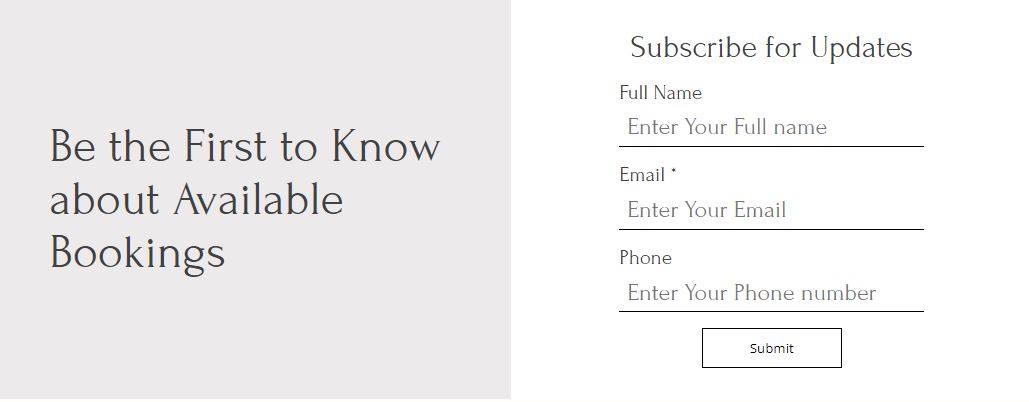 Be the First to Know
about Available
Bookings
Subscribe for Updates
Full Name
Enter Your Full name
Email *
Enter Your Email
Phone
Enter Your Phone number
Submit